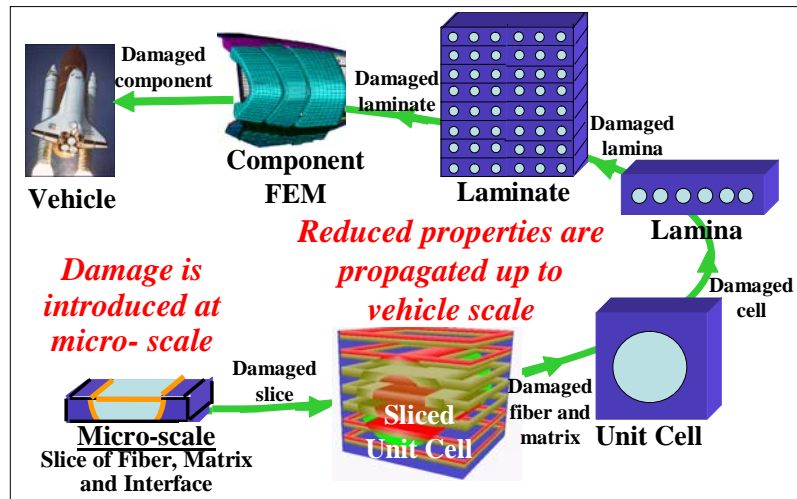 Damaged
component
Damaged
laminate
Damaged
lamina
Vehicle
Component
FEM
Laminate
Lamina
Damage is
introduced at
micro- scale
Reduced properties are
propagated up to
vehicle scale
Damaged
cell
Damaged
slice
Damaged
fiber and
matrix
Sliced
Unit Cell
Unit Cell
Micro-scale
Slice of Fiber, Matrix
and Interface